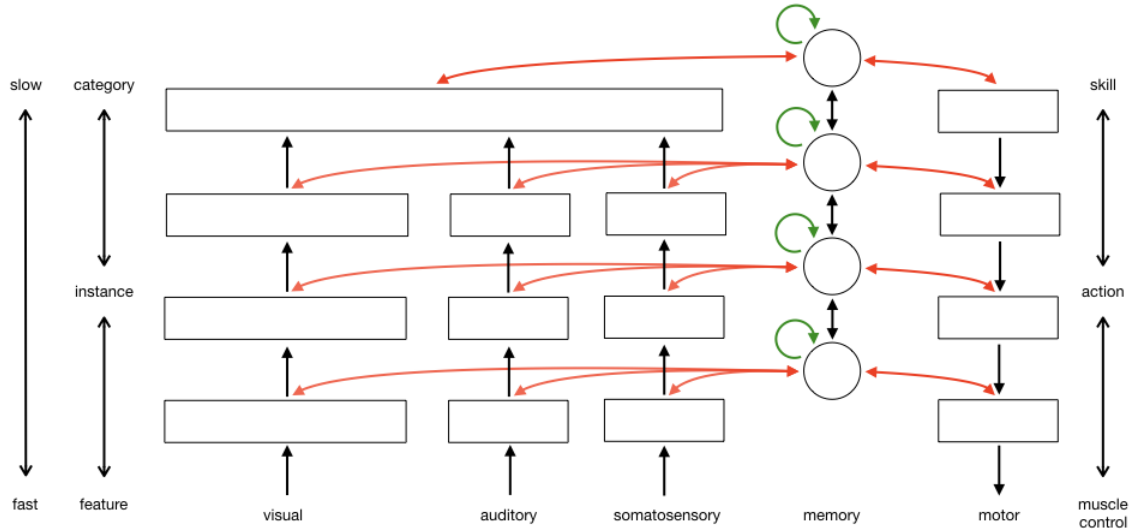 slow
category
skill
instance
action
fast
feature
visual
auditory
somatosensory
memory
motor
muscle
control